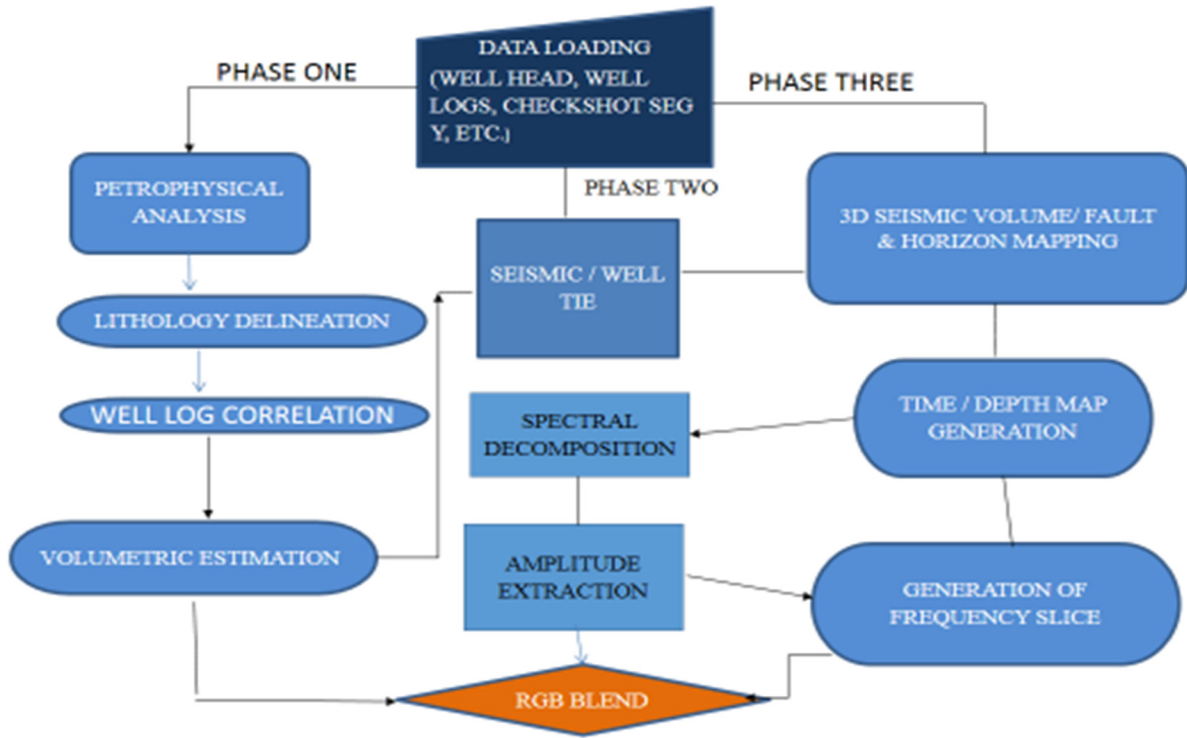 DATA LOADING
(WELL HEAD, WELL
LOGS, CHECKSHOT SEG
Y, ETC.)
PHASE ONE
PHASE THREE
PHASE TWO
PETROPHYSICAL
ANALYSIS
LITHOLOGY DELINEATION
WELL LOG CORRELATION
VOLUMETRIC ESTIMATION
SEISMIC / WELL
TIE
3D SEISMIC VOLUME/ FAULT
& HORIZON MAPPING
TIME / DEPTH MAP
GENERATION
SPECTRAL
DECOMPOSITION
AMPLITUDE
EXTRACTION
GENERATION OF
FREQUENCY SLICE
RGB BLEND